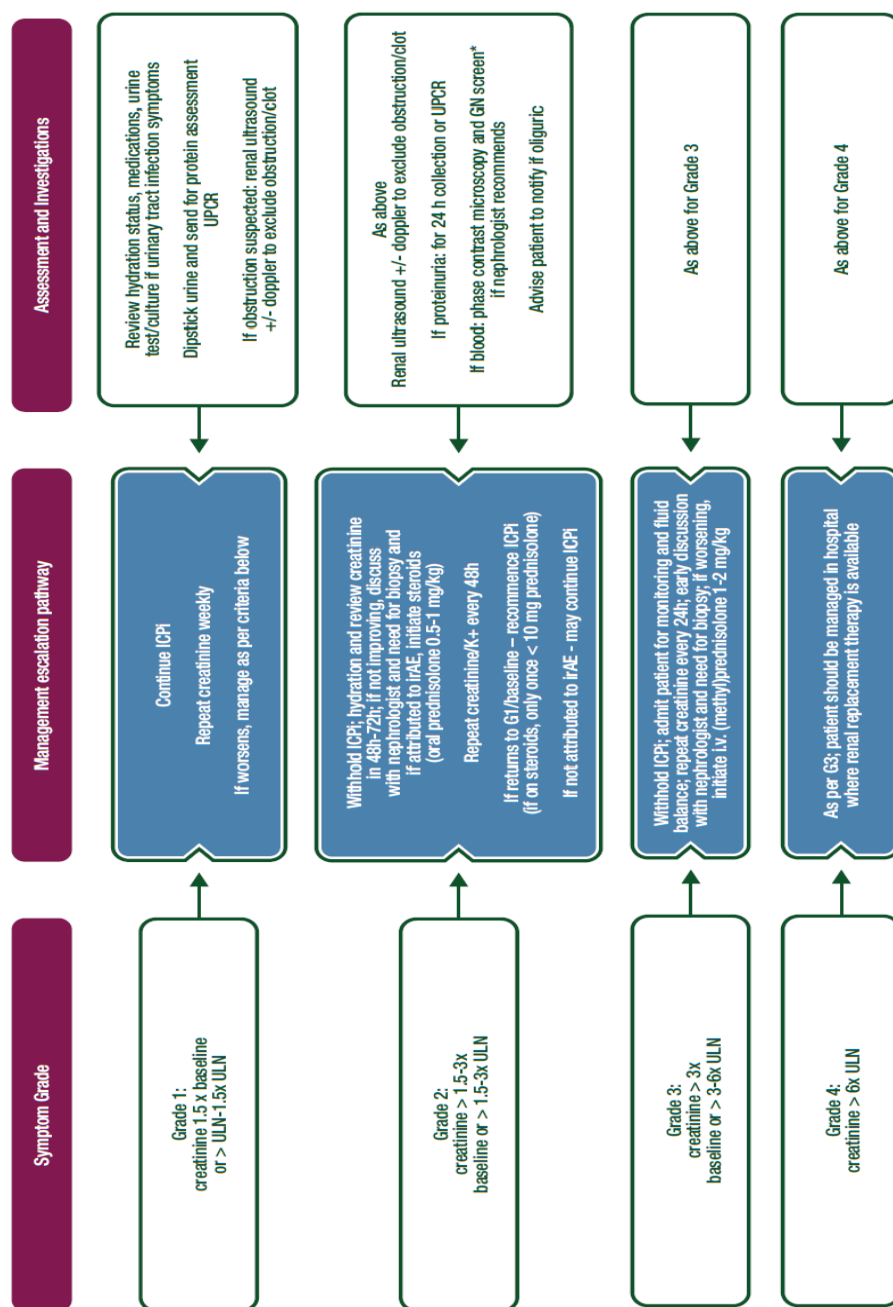 Symptom Grade
Management escalation pathway
Assessment and Investigations
Grade 1:
creatinine 1.5 x baseline
or > ULN-1.5x ULN
Continue ICPi
Repeat creatinine weekly
If worsens, manage as per criteria below
Review hydration status, medications, urine
test/culture if urinary tract infection symptoms
Dipstick urine and send for protein assessment
UPCR
If obstruction suspected: renal ultrasound
+/- doppler to exclude obstruction/clot
Grade 2:
creatinine > 1.5-3x
baseline or > 1.5-3x ULN
Withhold ICPi; hydration and review creatinine
in 48h-72h; if not improving, discuss
with nephrologist and need for biopsy and
if attributed to irAE, initiate steroids
(oral prednisolone 0.5-1 mg/kg)
Repeat creatinine/K+ every 48h
If returns to G1/baseline – recommence ICPi
(if on steroids, only once < 10 mg prednisolone)
If not attributed to irAE - may continue ICPi
As above
Renal ultrasound +/- doppler to exclude obstruction/clot
If proteinuria: for 24 h collection or UPCR
If blood: phase contrast microscopy and GN screen*
if nephrologist recommends
Advise patient to notify if oliguric
Grade 3:
creatinine > 3x
baseline or > 3-6x ULN
Withhold ICPi; admit patient for monitoring and fluid
balance; repeat creatinine every 24h; early discussion
with nephrologist and need for biopsy; if worsening,
initiate i.v. (methyl)prednisolone 1-2 mg/kg
As above for Grade 3
Grade 4:
creatinine > 6x ULN
As per G3; patient should be managed in hospital
where renal replacement therapy is available
As above for Grade 4